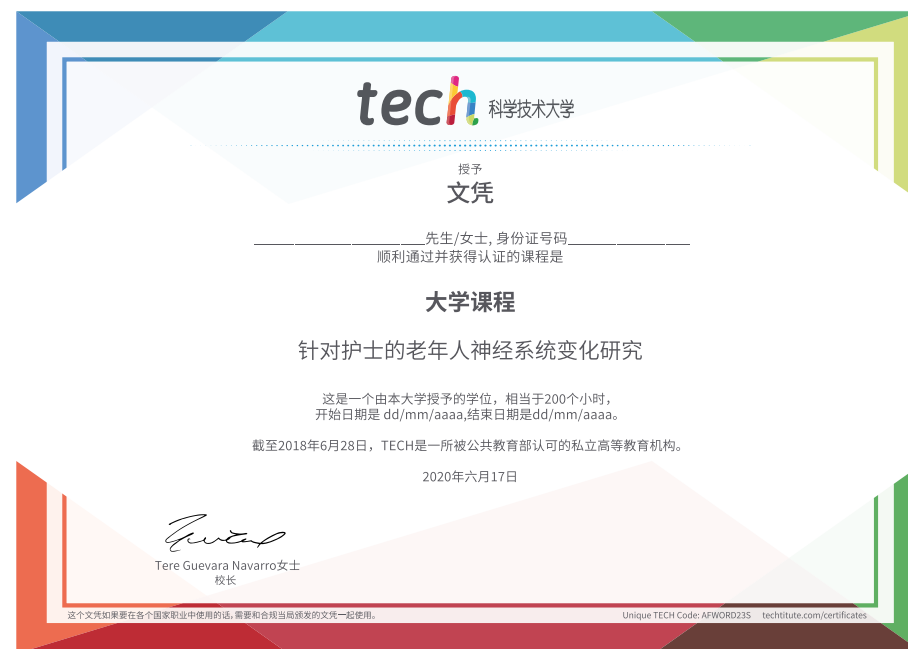 tech 科学技术大学
授予
文凭
________________________先生/女士, 身份证号码_________________
顺利通过并获得认证的课程是
大学课程
针对护士的老年人神经系统变化研究
这是一个由本大学授予的学位，相当于200个小时，
开始日期是 dd/mm/aaaa,结束日期是dd/mm/aaaa。
截至2018年6月28日，TECH是一所被公共教育部认可的私立高等教育机构。
2020年六月17日
Tere Guevara Navarro女士
校长
这个文凭如果要在各个国家职业中使用的话,需要和合规当局颁发的文凭一起使用。
Unique TECH Code: AFWORD23S techtitute.com/certificates